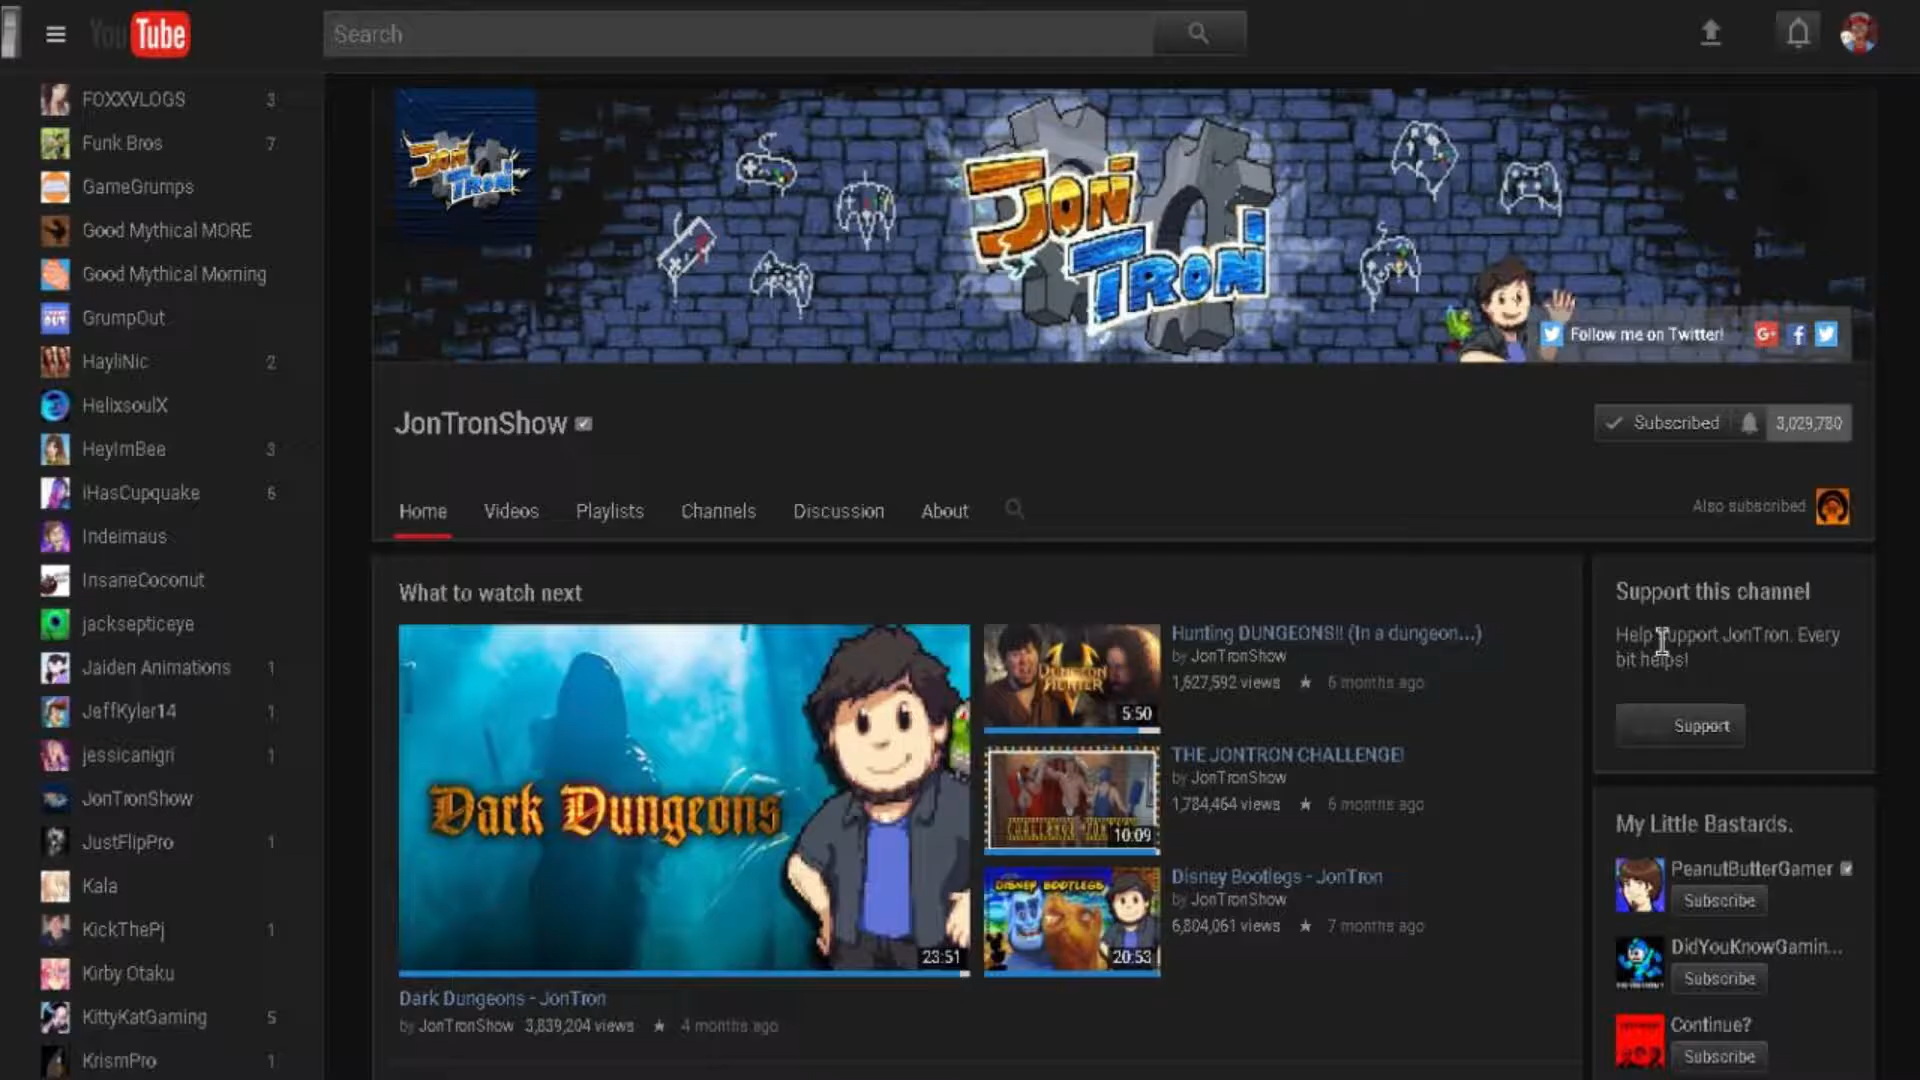 You Tube
Search
FOXXVLOGS 3
Funk Bros 7
GameGrumps
Good Mythical MORE
Good Mythical Morning
GrumpOut
HayliNic 2
HelixsoulX
HeyImBee 3
iHasCupquake 6
Indeimaus
InsaneCoconut
jacksepticeye
Jaiden Animations 1
JeffKyler14 1
jessicanigri 1
JonTronShow
JustFlipPro 1
Kala
KickThePj 1
Kirby Otaku
KittyKatGaming 5
KrismPro 1
JON TRON
JON TRON
Follow me on Twitter!
G+ f
JonTronShow
Subscribed 3,029,780
Home Videos Playlists Channels Discussion About
Also subscribed
What to watch next
Dark Dungeons
23:51
Dark Dungeons - JonTron
by JonTronShow 3,839,204 views ★ 4 months ago
5:50
Hunting DUNGEONS!! (In a dungeon...)
by JonTronShow
1,627,592 views ★ 6 months ago
10:09
THE JONTRON CHALLENGE!
by JonTronShow
1,784,464 views ★ 6 months ago
DISNEY BOOTLEGS
20:53
Disney Bootlegs - JonTron
by JonTronShow
6,804,061 views ★ 7 months ago
Support this channel
Help support JonTron. Every
bit helps!
Support
My Little Bastards.
PeanutButterGamer
Subscribe
DidYouKnowGamin...
Subscribe
Continue?
Subscribe